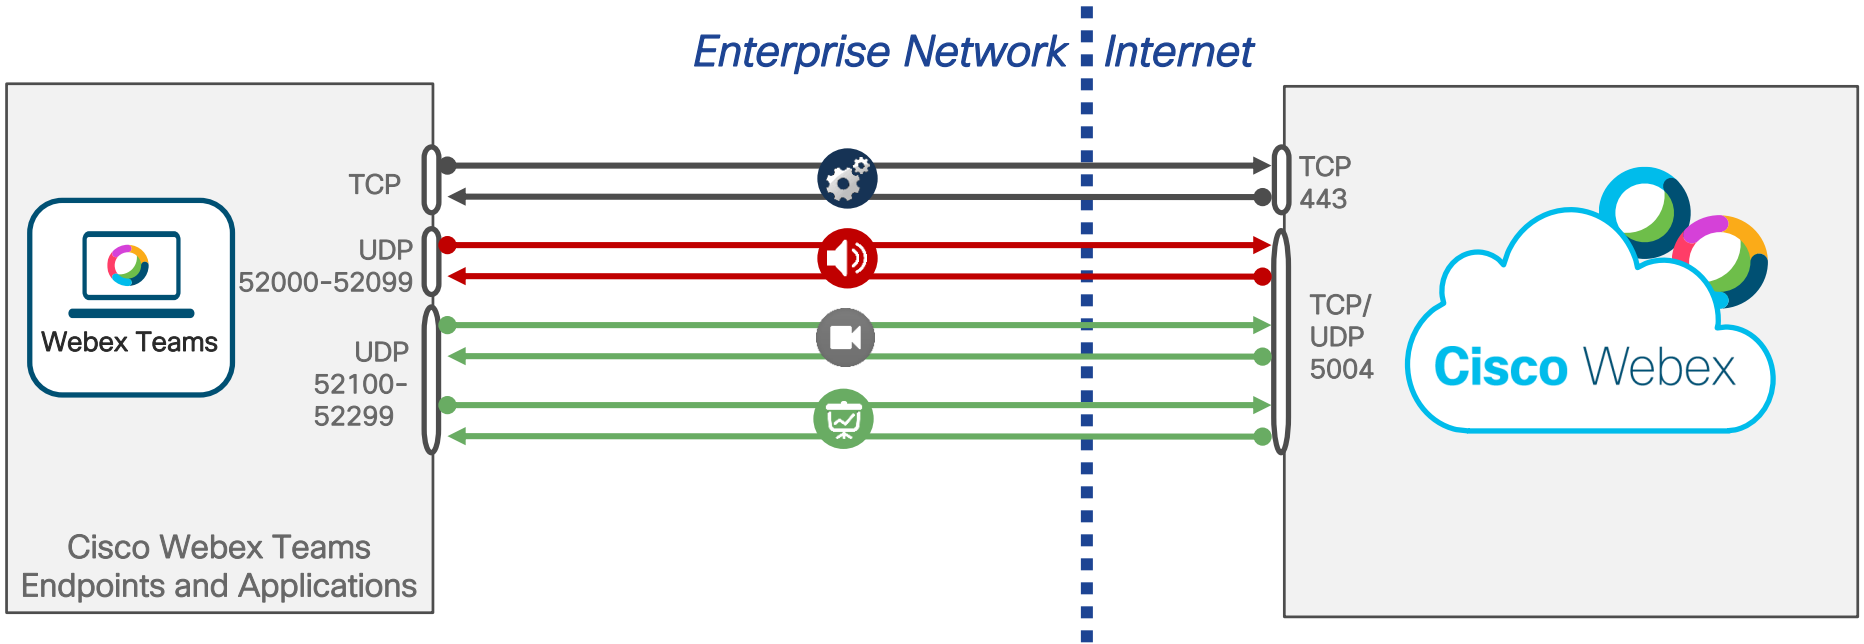 Enterprise Network
Internet
TCP
UDP
52000-52099
UDP
52100-
52299
Webex Teams
Cisco Webex Teams
Endpoints and Applications
TCP
443
TCP/
UDP
5004
Cisco Webex